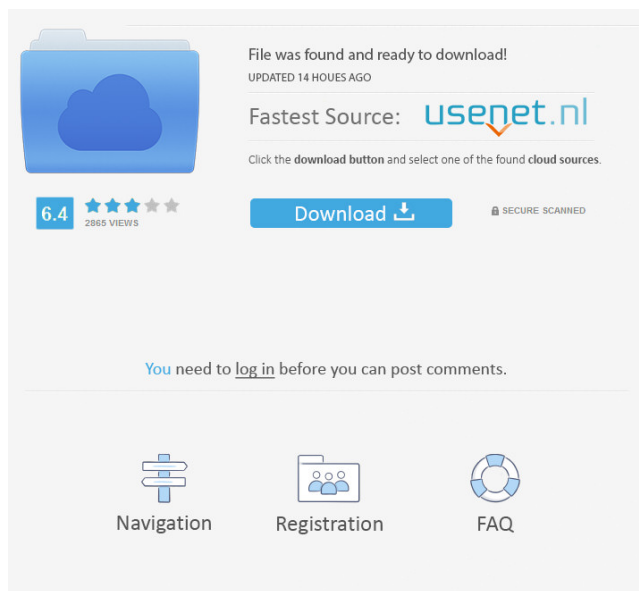 File was found and ready to download!
UPDATED 14 HOUES AGO
Fastest Source: usenet.nl
Click the download button and select one of the found cloud sources.
6.4
2865 VIEWS
Download
SECURE SCANNED
You need to log in before you can post comments.
Navigation
Registration
FAQ